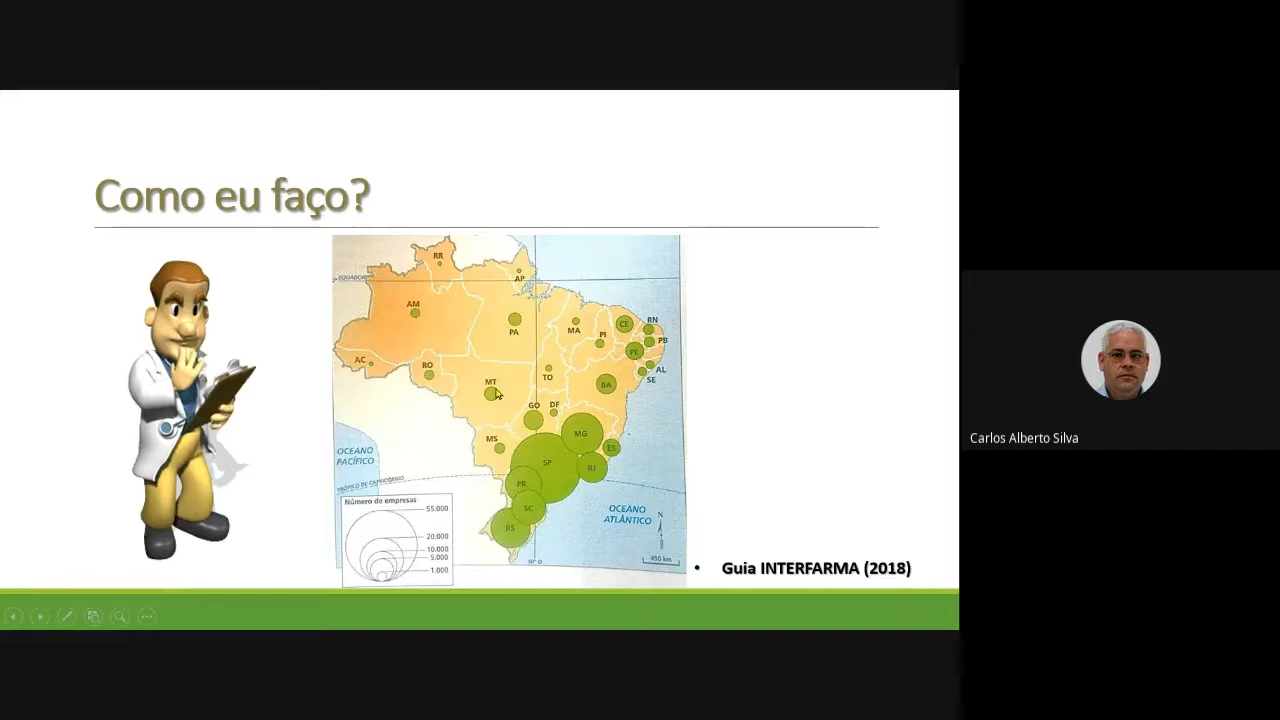 Como eu faço?
RR
EQUADOR
AP
AM
PA
MA
CE
RN
PI
PB
PE
AC
RO
TO
AL
SE
MT
BA
GO
DF
MS
MG
ES
SP
RJ
OCEANO
PACÍFICO
TRÓPICO DE CAPRICÓRNIO
PR
SC
RS
OCEANO
ATLÂNTICO
N
Número de empresas
55.000
20.000
10.000
5.000
1.000
50° O
450 km
• Guia INTERFARMA (2018)
Carlos Alberto Silva